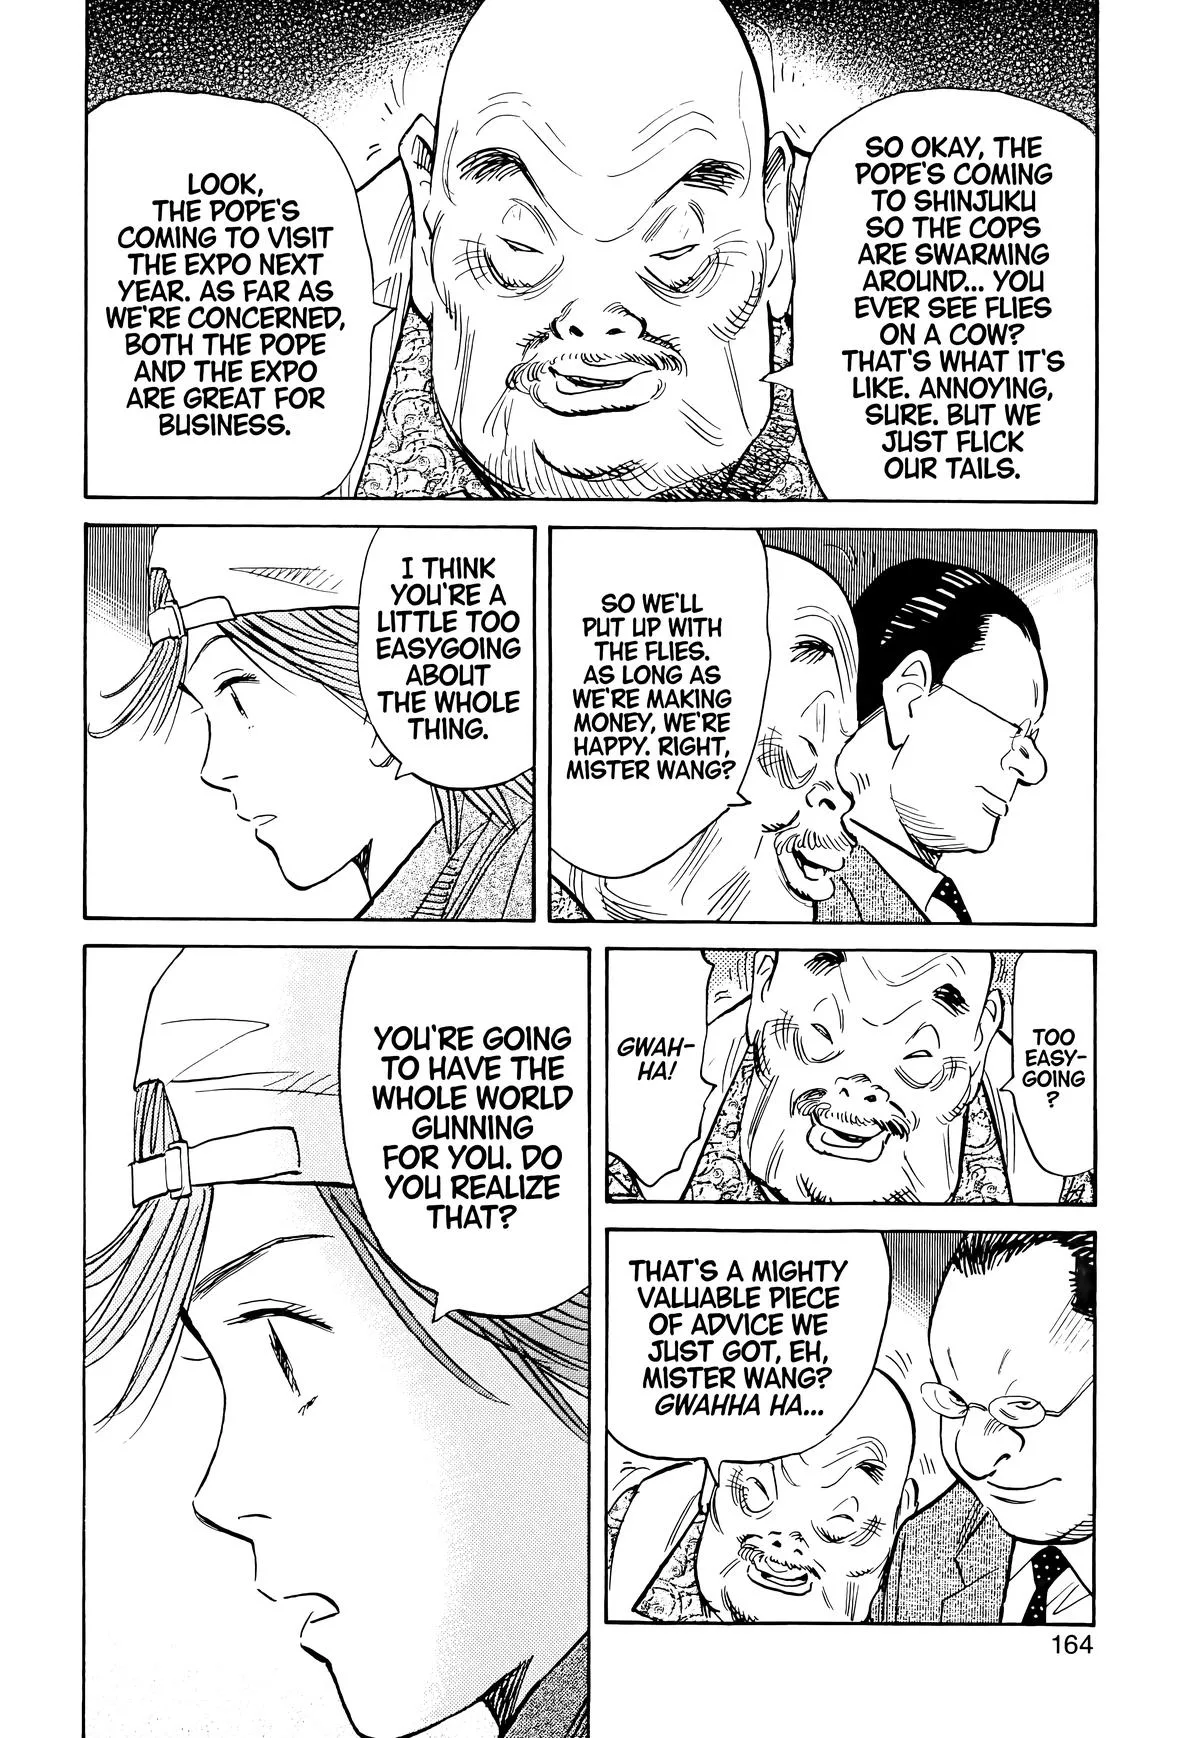 SO OKAY, THE
POPE'S COMING
TO SHINJUKU
SO THE COPS
ARE SWARMING
AROUND... YOU
EVER SEE FLIES
ON A COW?
THAT'S WHAT IT'S
LIKE. ANNOYING,
SURE. BUT WE
JUST FLICK
OUR TAILS.
LOOK,
THE POPE'S
COMING TO VISIT
THE EXPO NEXT
YEAR. AS FAR AS
WE'RE CONCERNED,
BOTH THE POPE
AND THE EXPO
ARE GREAT FOR
BUSINESS.
SO WE'LL
PUT UP WITH
THE FLIES.
AS LONG AS
WE'RE MAKING
MONEY, WE'RE
HAPPY. RIGHT,
MISTER WANG?
I THINK
YOU'RE A
LITTLE TOO
EASYGOING
ABOUT
THE WHOLE
THING.
TOO
EASY-
GOING
?
GWAH-
HA!
THAT'S A MIGHTY
VALUABLE PIECE
OF ADVICE WE
JUST GOT, EH,
MISTER WANG?
GWAHHA HA...
YOU'RE GOING
TO HAVE THE
WHOLE WORLD
GUNNING
FOR YOU. DO
YOU REALIZE
THAT?
164